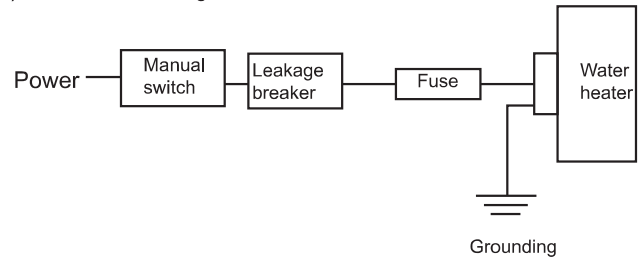 Power
Manual
switch
Leakage
breaker
Fuse
Water
heater
Grounding